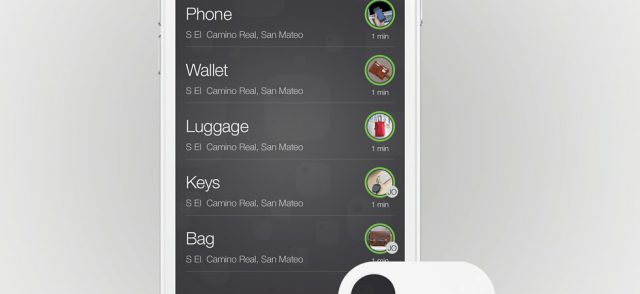 Phone
S El Camino Real, San Mateo
1 min
Wallet
S El Camino Real, San Mateo
1 min
Luggage
S El Camino Real, San Mateo
1 min
Keys
S El Camino Real, San Mateo
JO
1 min
Bag
S El Camino Real, San Mateo
JO
1 min